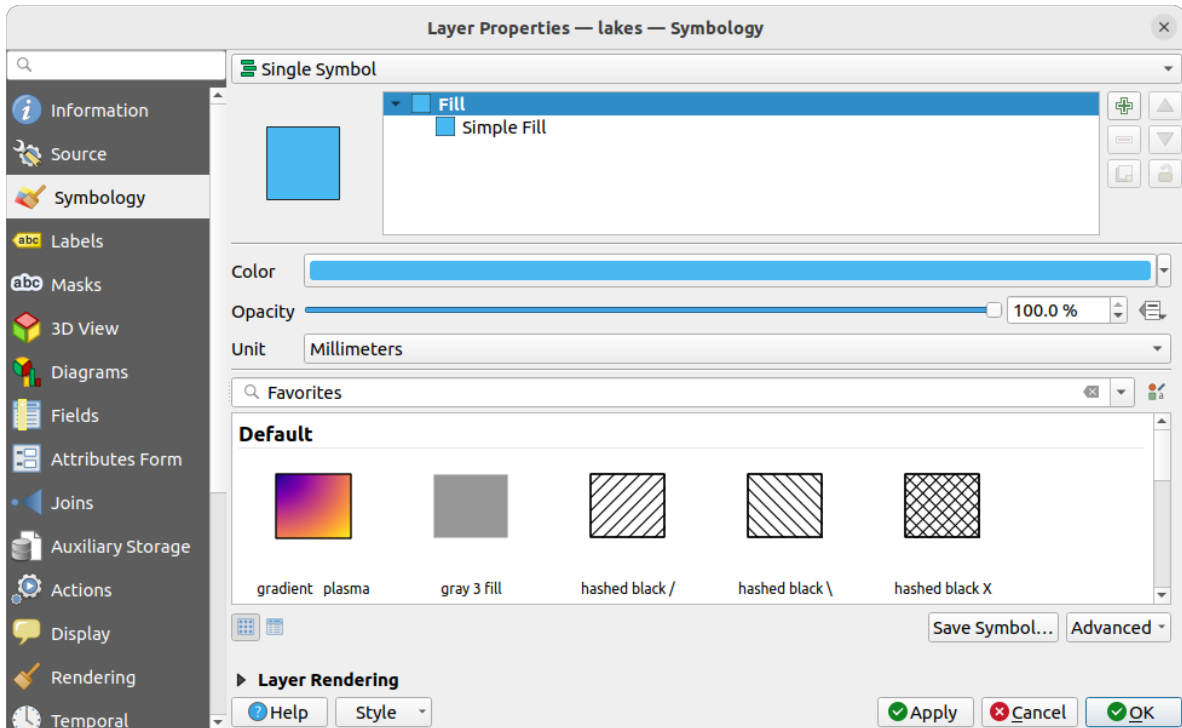 Layer Properties — lakes — Symbology
Single Symbol
Information
Source
Symbology
Labels
Masks
3D View
Diagrams
Fields
Attributes Form
Joins
Auxiliary Storage
Actions
Display
Rendering
Temporal
Fill
Simple Fill
Color
Opacity
100.0 %
Unit
Millimeters
Favorites
Default
gradient plasma
gray 3 fill
hashed black /
hashed black \
hashed black X
Save Symbol...
Advanced
Layer Rendering
Help
Style
Apply
Cancel
OK